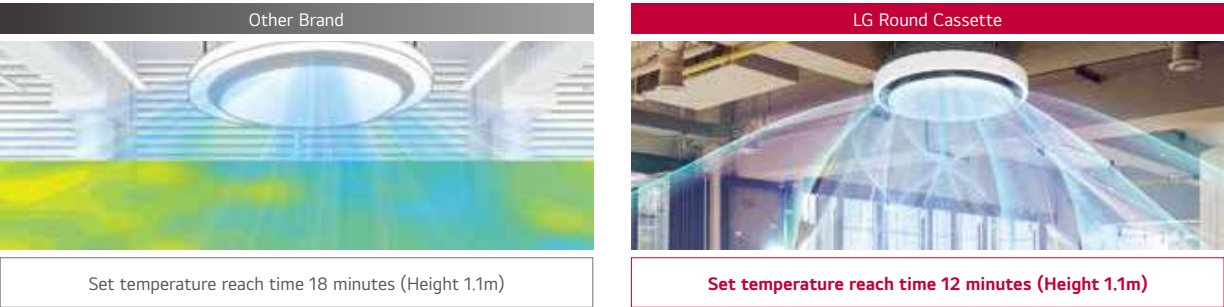 Other Brand
LG Round Cassette
Set temperature reach time 18 minutes (Height 1.1m)
Set temperature reach time 12 minutes (Height 1.1m)